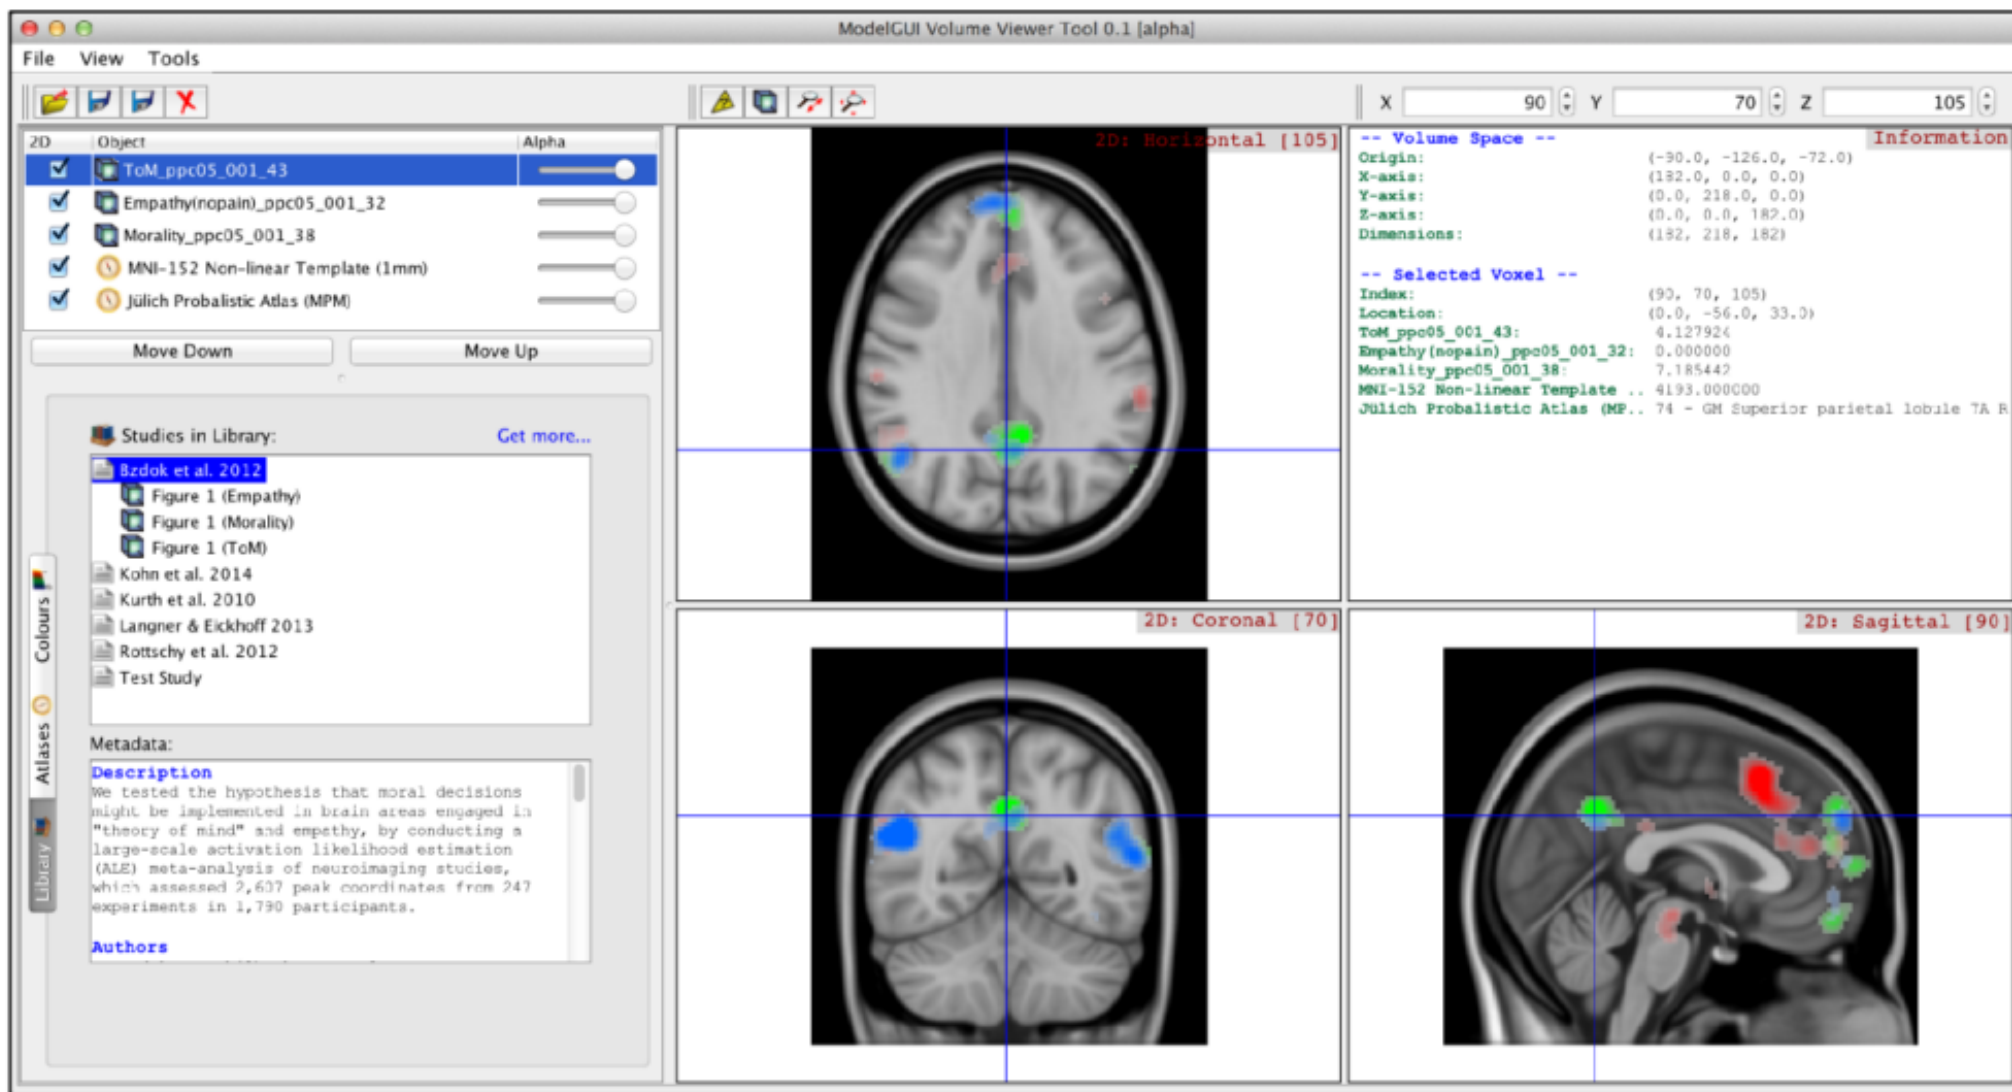 ModelGUI Volume Viewer Tool 0.1 [alpha]
File View Tools
X 90 Y 70 Z 105
2D Object Alpha
ToM_ppc05_001_43
Empathy(nopain)_ppc05_001_32
Morality_ppc05_001_38
MNI-152 Non-linear Template (1mm)
Jülich Probalistic Atlas (MPM)
Move Down Move Up
Studies in Library: Get more...
Bzdok et al. 2012
Figure 1 (Empathy)
Figure 1 (Morality)
Figure 1 (ToM)
Kohn et al. 2014
Kurth et al. 2010
Langner & Eickhoff 2013
Rottschy et al. 2012
Test Study
Colours
Atlases
Library
Metadata:
Description
We tested the hypothesis that moral decisions
might be implemented in brain areas engaged in
"theory of mind" and empathy, by conducting a
large-scale activation likelihood estimation
(ALE) meta-analysis of neuroimaging studies,
which assessed 2,607 peak coordinates from 247
experiments in 1,790 participants.
Authors
2D: Horizontal [105]
Information
-- Volume Space --
Origin: (-90.0, -126.0, -72.0)
X-axis: (182.0, 0.0, 0.0)
Y-axis: (0.0, 218.0, 0.0)
Z-axis: (0.0, 0.0, 182.0)
Dimensions: (182, 218, 182)
-- Selected Voxel --
Index: (90, 70, 105)
Location: (0.0, -56.0, 33.0)
ToM_ppc05_001_43: 4.127924
Empathy(nopain)_ppc05_001_32: 0.000000
Morality_ppc05_001_38: 7.185442
MNI-152 Non-linear Template .. 4193.000000
Jülich Probalistic Atlas (MP.. 74 - GM Superior parietal lobule 7A R
2D: Coronal [70]
2D: Sagittal [90]